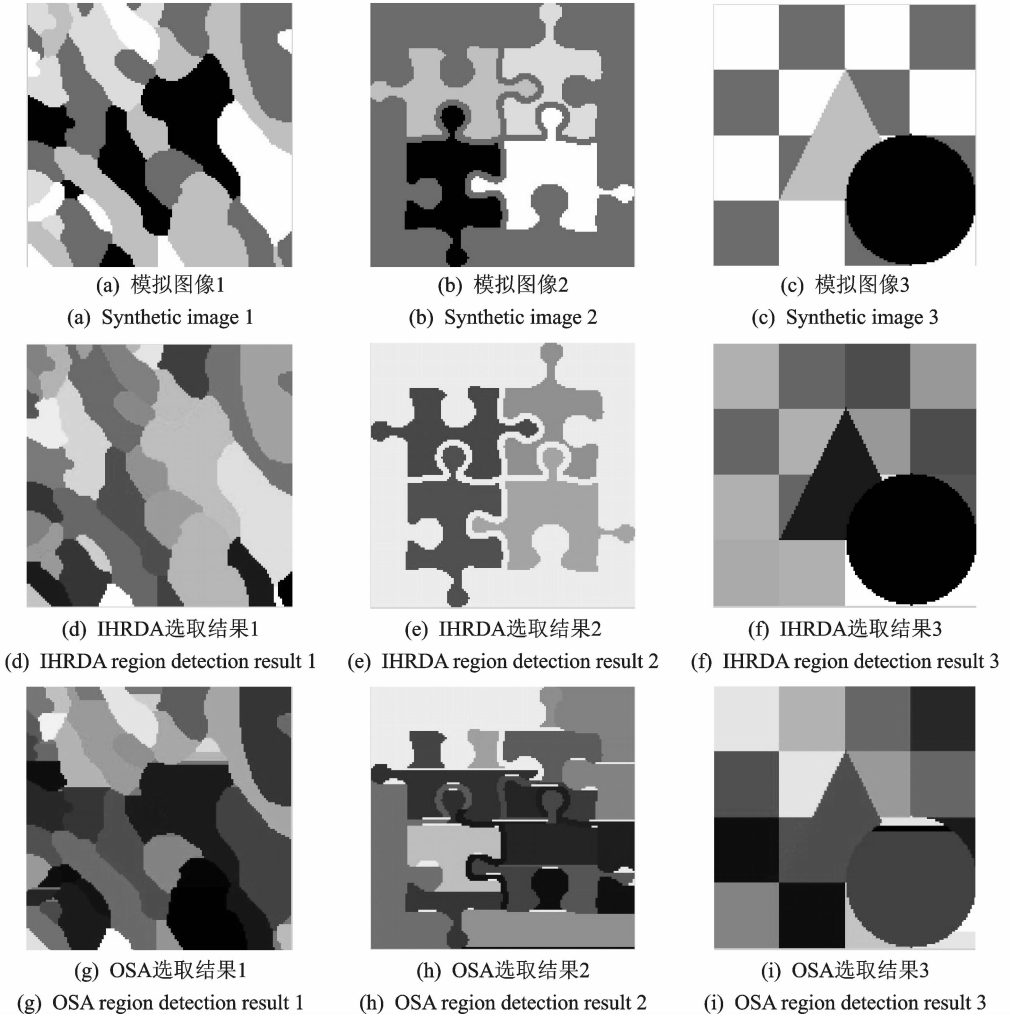 (a) 模拟图像1
(b) 模拟图像2
(c) 模拟图像3
(a) Synthetic image 1
(b) Synthetic image 2
(c) Synthetic image 3
(d) IHRDA选取结果1
(e) IHRDA选取结果2
(f) IHRDA选取结果3
(d) IHRDA region detection result 1
(e) IHRDA region detection result 2
(f) IHRDA region detection result 3
(g) OSA选取结果1
(h) OSA选取结果2
(i) OSA选取结果3
(g) OSA region detection result 1
(h) OSA region detection result 2
(i) OSA region detection result 3